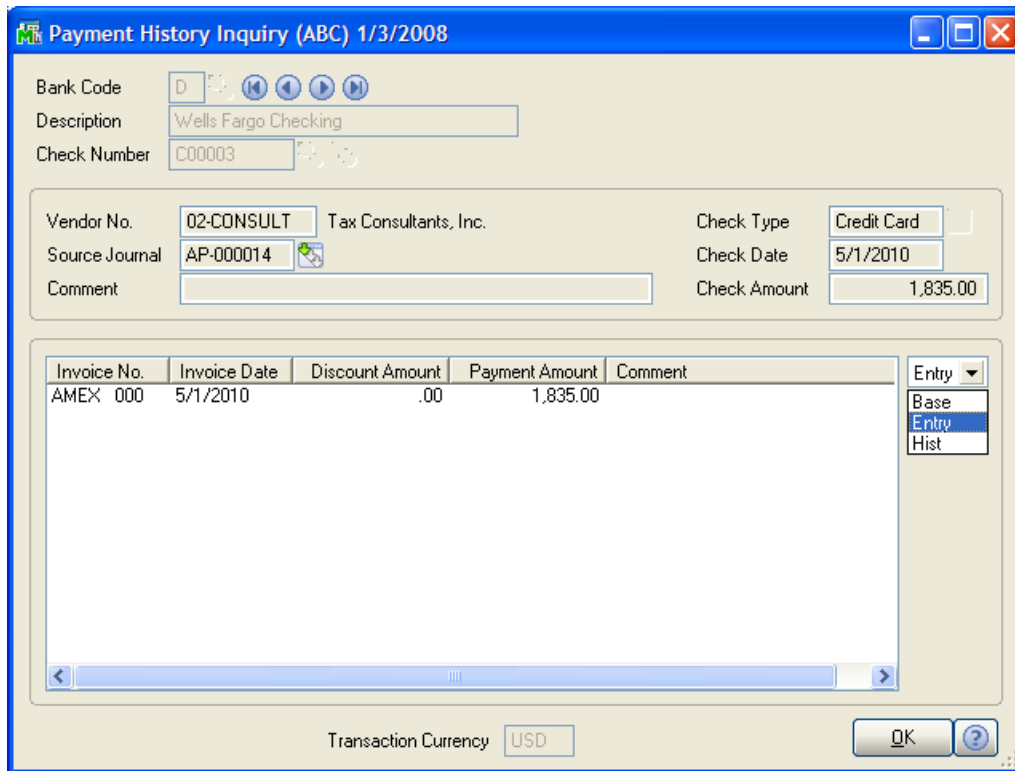 Payment History Inquiry (ABC) 1/3/2008
Bank Code D
Description Wells Fargo Checking
Check Number C00003
Vendor No. 02-CONSULT Tax Consultants, Inc. Check Type Credit Card
Source Journal AP-000014 Check Date 5/1/2010
Comment Check Amount 1,835.00
Invoice No. Invoice Date Discount Amount Payment Amount Comment Entry
AMEX 000 5/1/2010 .00 1,835.00
Base
Entry
Hist
Transaction Currency USD OK ?